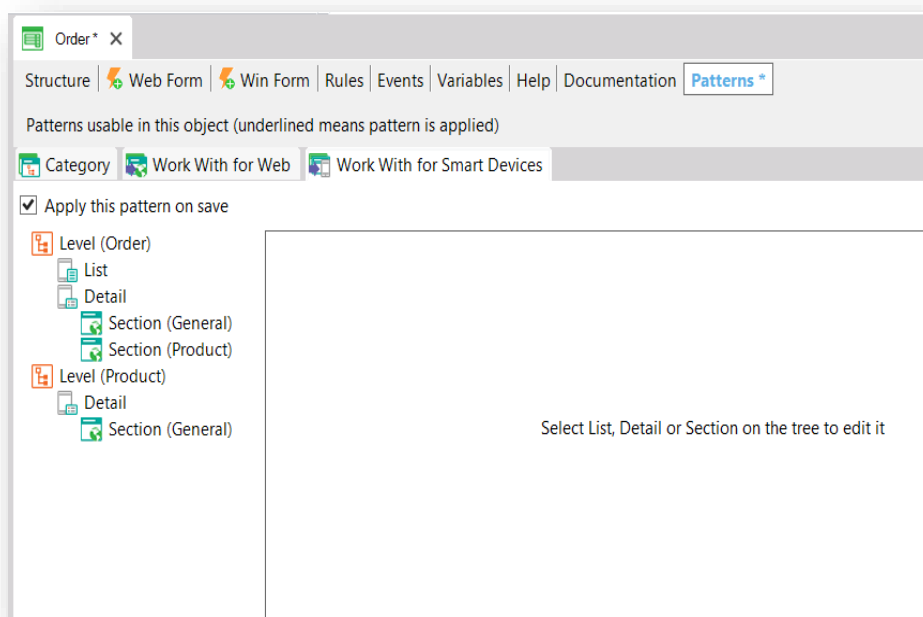 Order *
Structure Web Form Win Form Rules Events Variables Help Documentation Patterns *
Patterns usable in this object (underlined means pattern is applied)
Category Work With for Web Work With for Smart Devices
Apply this pattern on save
Level (Order)
List
Detail
Section (General)
Section (Product)
Level (Product)
Detail
Section (General)
Select List, Detail or Section on the tree to edit it